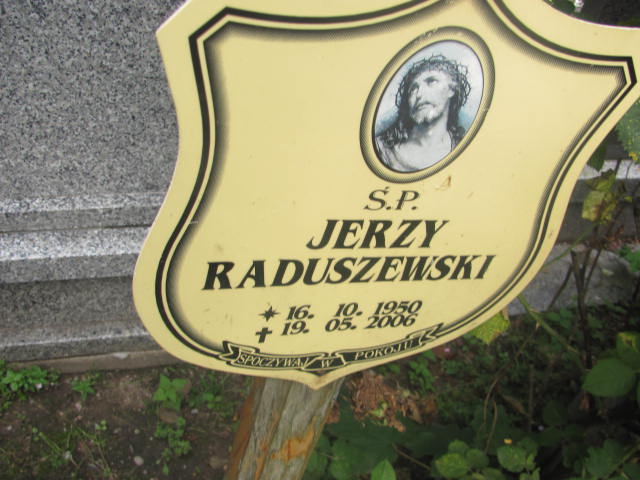 Ś.P.
JERZY
RADUSZEWSKI
16. 10. 1950
19. 05. 2006
SPOCZYWAJ W POKOJU